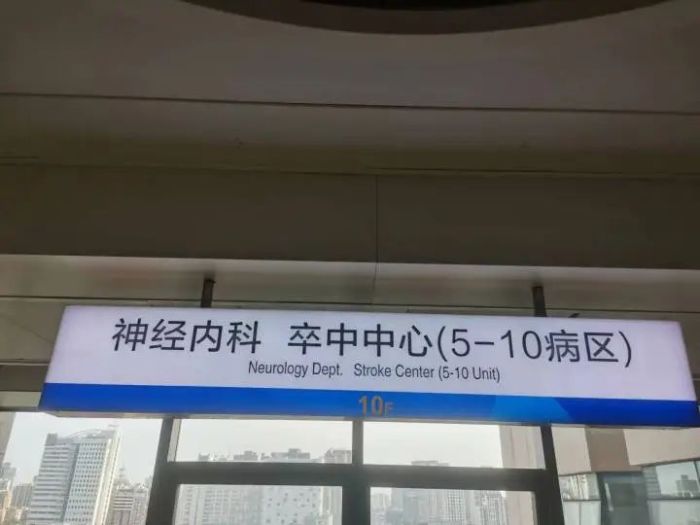 神经内科 卒中中心(5-10病区)
Neurology Dept. Stroke Center (5-10 Unit)
10F